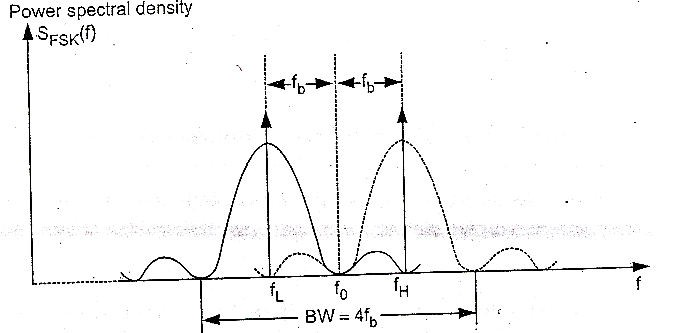 Power spectral density
S_FSK(f)
f_b f_b
f_L f_0 f_H f
BW = 4f_b